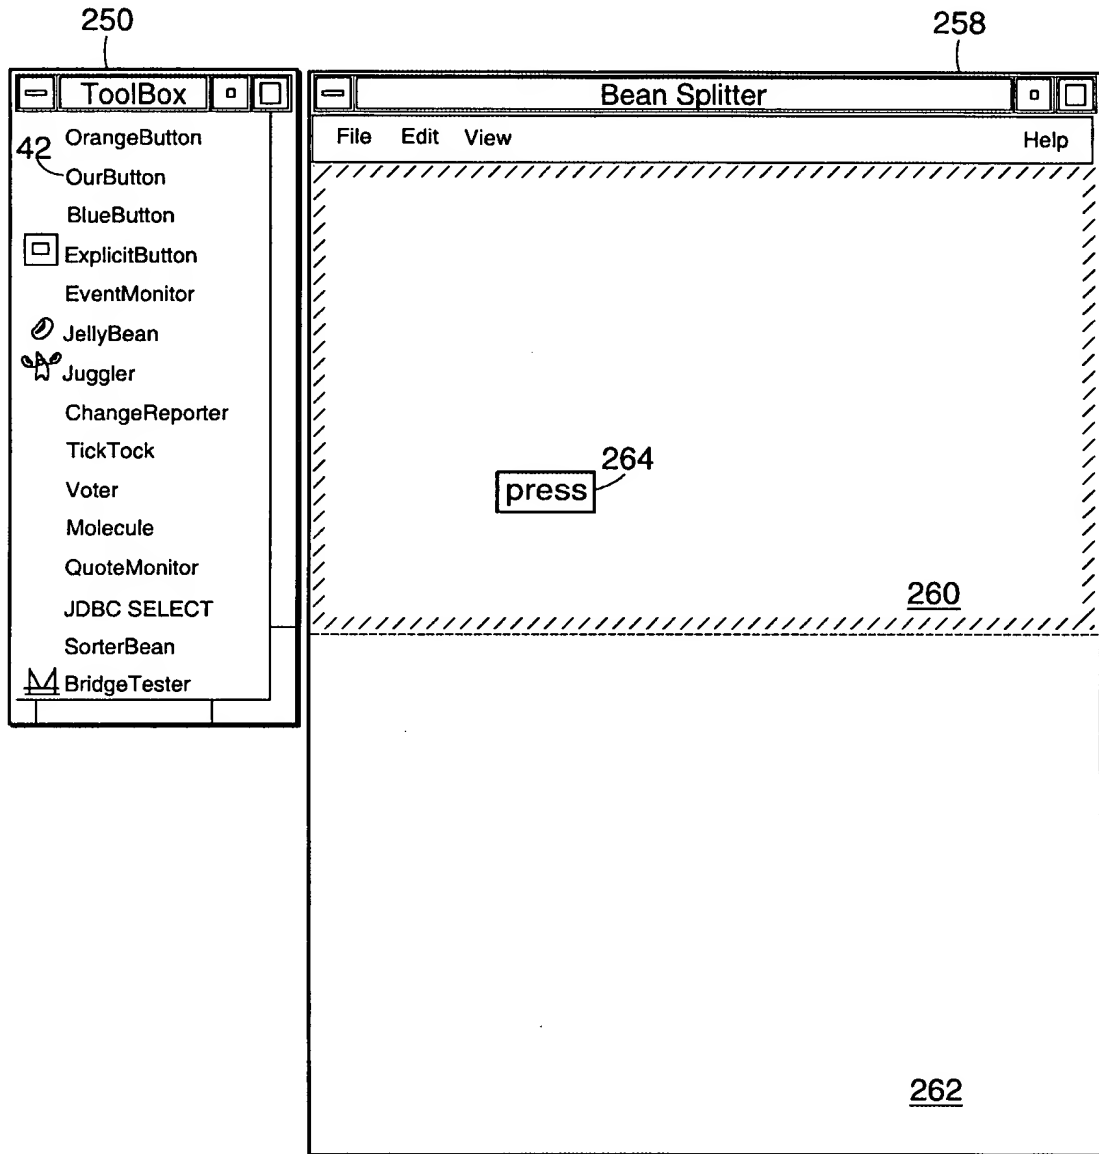 250
258
ToolBox
Bean Splitter
File Edit View Help
OrangeButton
42
OurButton
BlueButton
ExplicitButton
EventMonitor
JellyBean
Juggler
ChangeReporter
TickTock
Voter
Molecule
QuoteMonitor
JDBC SELECT
SorterBean
BridgeTester
press
264
260
262